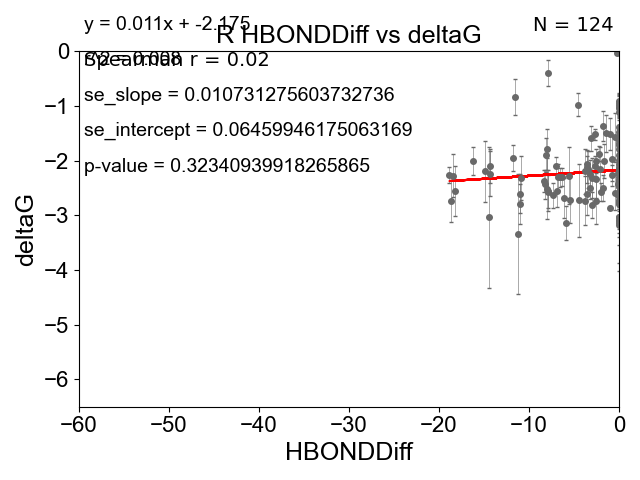 y = 0.011x + -2.175
R HBONDDiff vs deltaG
N = 124
Spearman r = 0.02
se_slope = 0.010731275603732736
se_intercept = 0.06459946175063169
p-value = 0.32340939918265865
0
−1
−2
−3
−4
−5
−6
deltaG
−60
−50
−40
−30
−20
−10
0
HBONDDiff